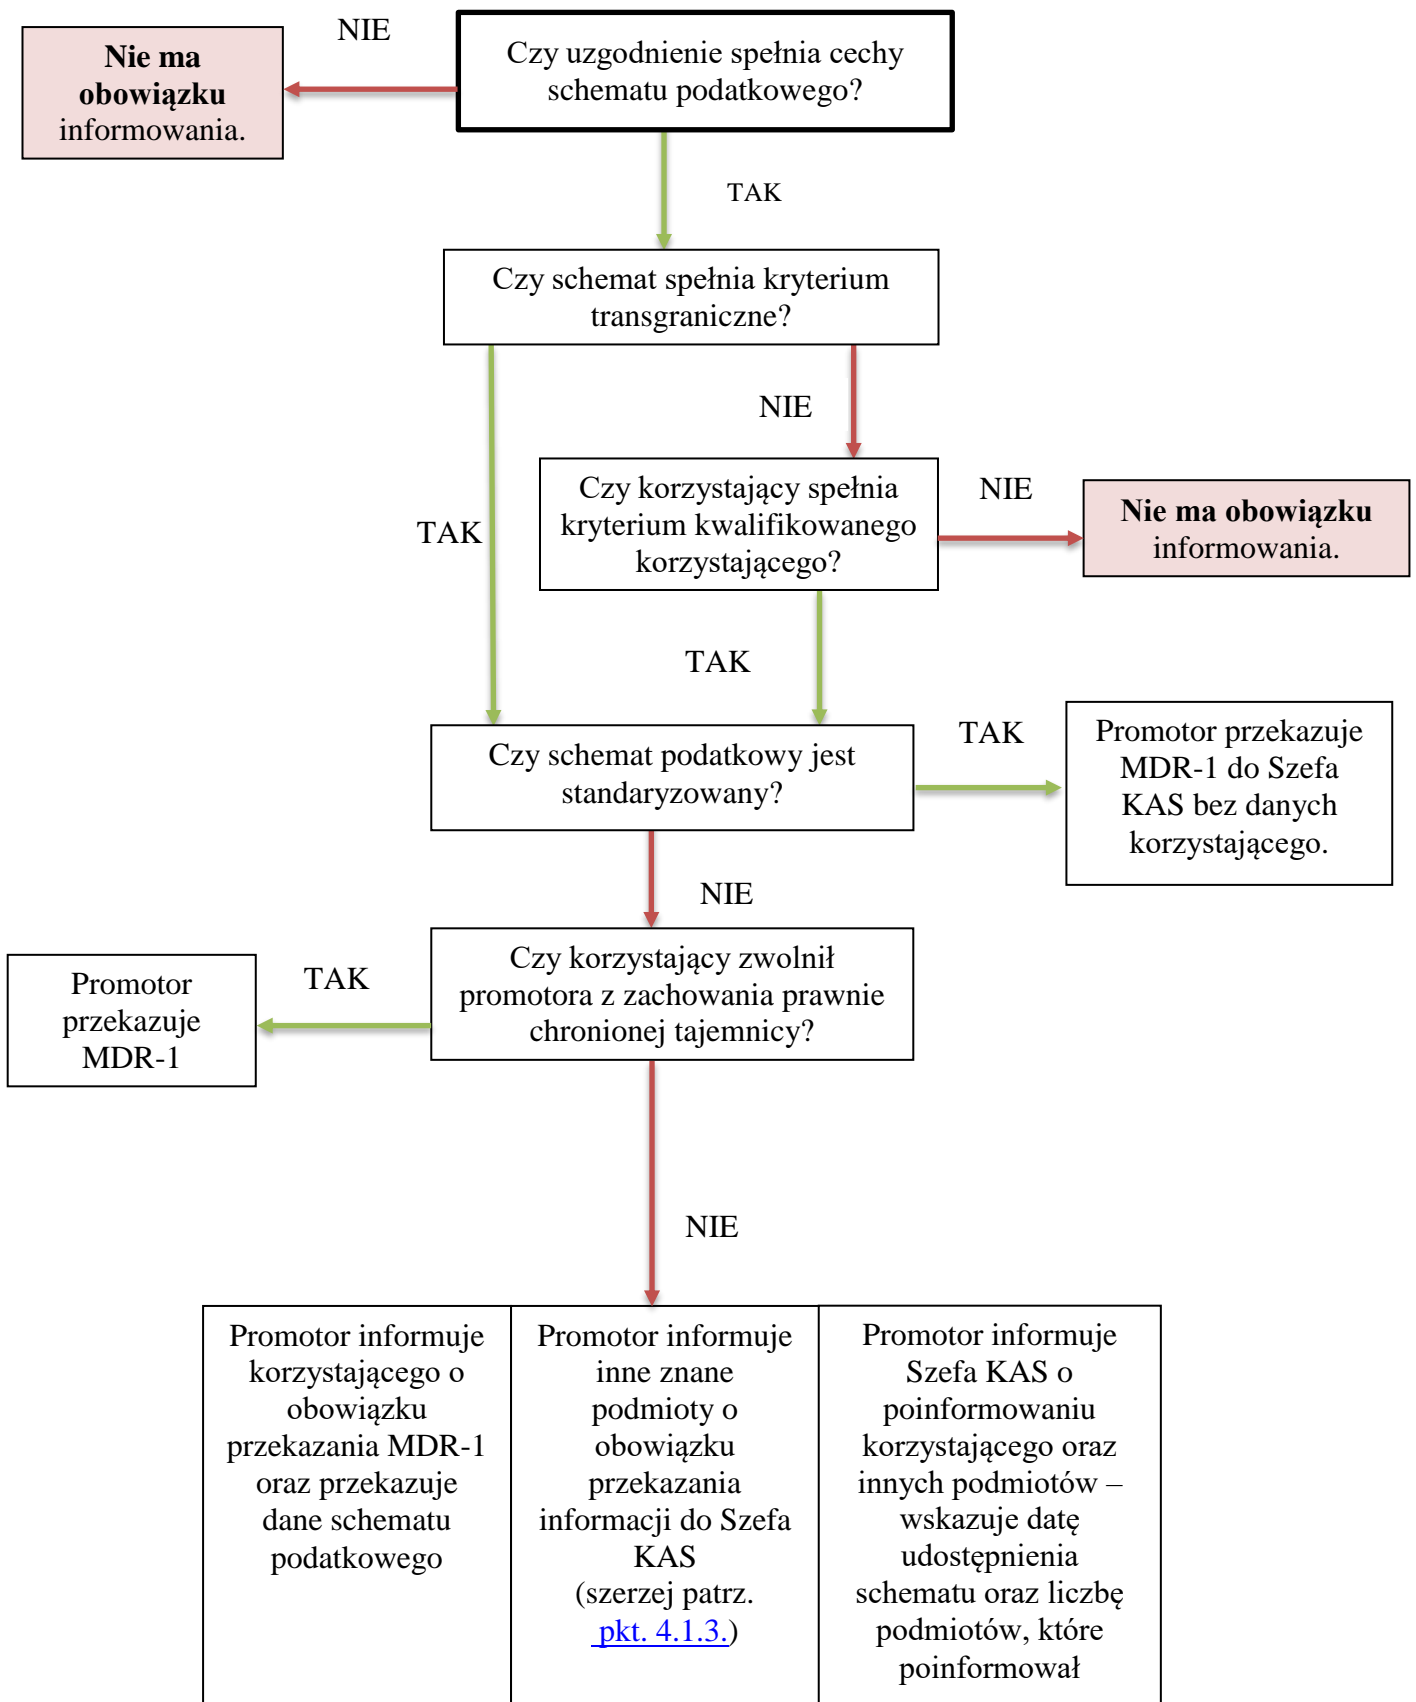 NIE
Nie ma
obowiązku
informowania.
Czy uzgodnienie spełnia cechy
schematu podatkowego?
TAK
Czy schemat spełnia kryterium
transgraniczne?
NIE
TAK
Czy korzystający spełnia
kryterium kwalifikowanego
korzystającego?
NIE
Nie ma obowiązku
informowania.
TAK
Czy schemat podatkowy jest
standaryzowany?
TAK
Promotor przekazuje
MDR-1 do Szefa
KAS bez danych
korzystającego.
NIE
Czy korzystający zwolnił
promotora z zachowania prawnie
chronionej tajemnicy?
TAK
Promotor
przekazuje
MDR-1
NIE
Promotor informuje
korzystającego o
obowiązku
przekazania MDR-1
oraz przekazuje
dane schematu
podatkowego
Promotor informuje
inne znane
podmioty o
obowiązku
przekazania
informacji do Szefa
KAS
(szerzej patrz.
pkt. 4.1.3.)
Promotor informuje
Szefa KAS o
poinformowaniu
korzystającego oraz
innych podmiotów –
wskazuje datę
udostępnienia
schematu oraz liczbę
podmiotów, które
poinformował